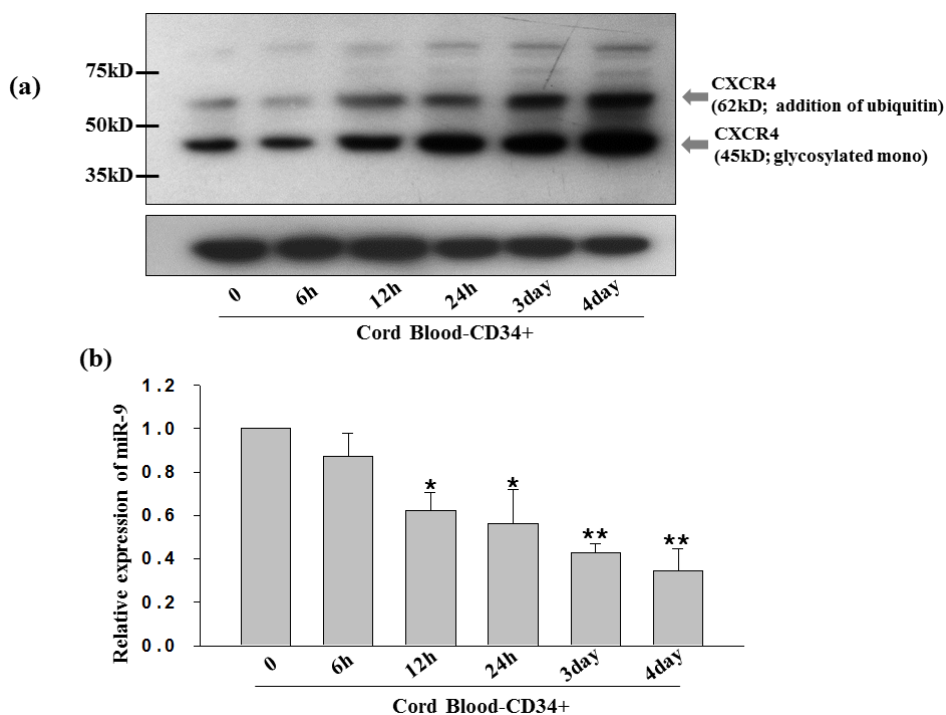 (a)
75kD
50kD
35kD
CXCR4
(62kD; addition of ubiquitin)
CXCR4
(45kD; glycosylated mono)
0 6h 12h 24h 3day 4day
Cord Blood-CD34+
(b)
Relative expression of miR-9
1.2
1.0
0.8
0.6
0.4
0.2
0.0
* * ** **
0 6h 12h 24h 3day 4day
Cord Blood-CD34+